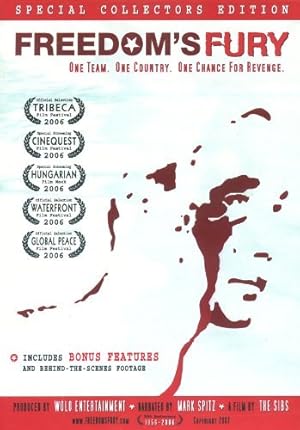 SPECIAL COLLECTORS EDITION
FREEDOM'S FURY
ONE TEAM. ONE COUNTRY. ONE CHANCE FOR REVENGE.
Official Selection
TRIBECA
Film Festival
2006
Special Screening
CINEQUEST
Film Festival
2006
Special Screening
HUNGARIAN
Film Week
2006
Official Selection
WATERFRONT
Film Festival
2006
Official Selection
GLOBAL PEACE
Film Festival
2006
INCLUDES BONUS FEATURES
AND BEHIND-THE-SCENES FOOTAGE
PRODUCED BY WOLO ENTERTAINMENT NARRATED BY MARK SPITZ A FILM BY THE SIBS
WWW.FREEDOMSFURY.COM
1956-2006
COPYRIGHT 2007